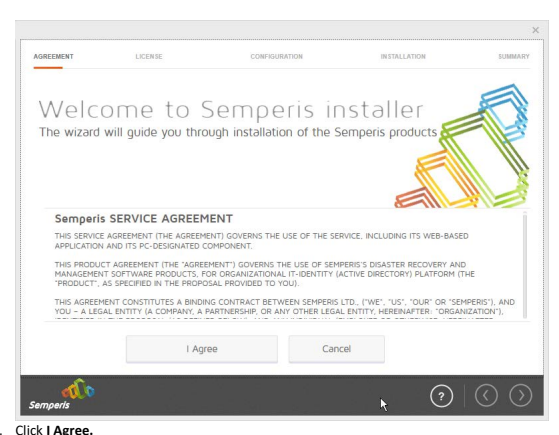 AGREEMENT LICENSE CONFIGURATION INSTALLATION SUMMARY
Welcome to Semperis installer
The wizard will guide you through installation of the Semperis products
Semperis SERVICE AGREEMENT
THIS SERVICE AGREEMENT (THE AGREEMENT) GOVERNS THE USE OF THE SERVICE, INCLUDING ITS WEB-BASED
APPLICATION AND ITS PC-DESIGNATED COMPONENT.
THIS PRODUCT AGREEMENT (THE "AGREEMENT") GOVERNS THE USE OF SEMPERIS'S DISASTER RECOVERY AND
MANAGEMENT SOFTWARE PRODUCTS, FOR ORGANIZATIONAL IT-IDENTITY (ACTIVE DIRECTORY) PLATFORM (THE
"PRODUCT", AS SPECIFIED IN THE PROPOSAL PROVIDED TO YOU).
THIS AGREEMENT CONSTITUTES A BINDING CONTRACT BETWEEN SEMPERIS LTD., ("WE", "US", "OUR" OR "SEMPERIS"), AND
YOU – A LEGAL ENTITY (A COMPANY, A PARTNERSHIP, OR ANY OTHER LEGAL ENTITY, HEREINAFTER: "ORGANIZATION"),
I Agree Cancel
Semperis ?
Click I Agree.